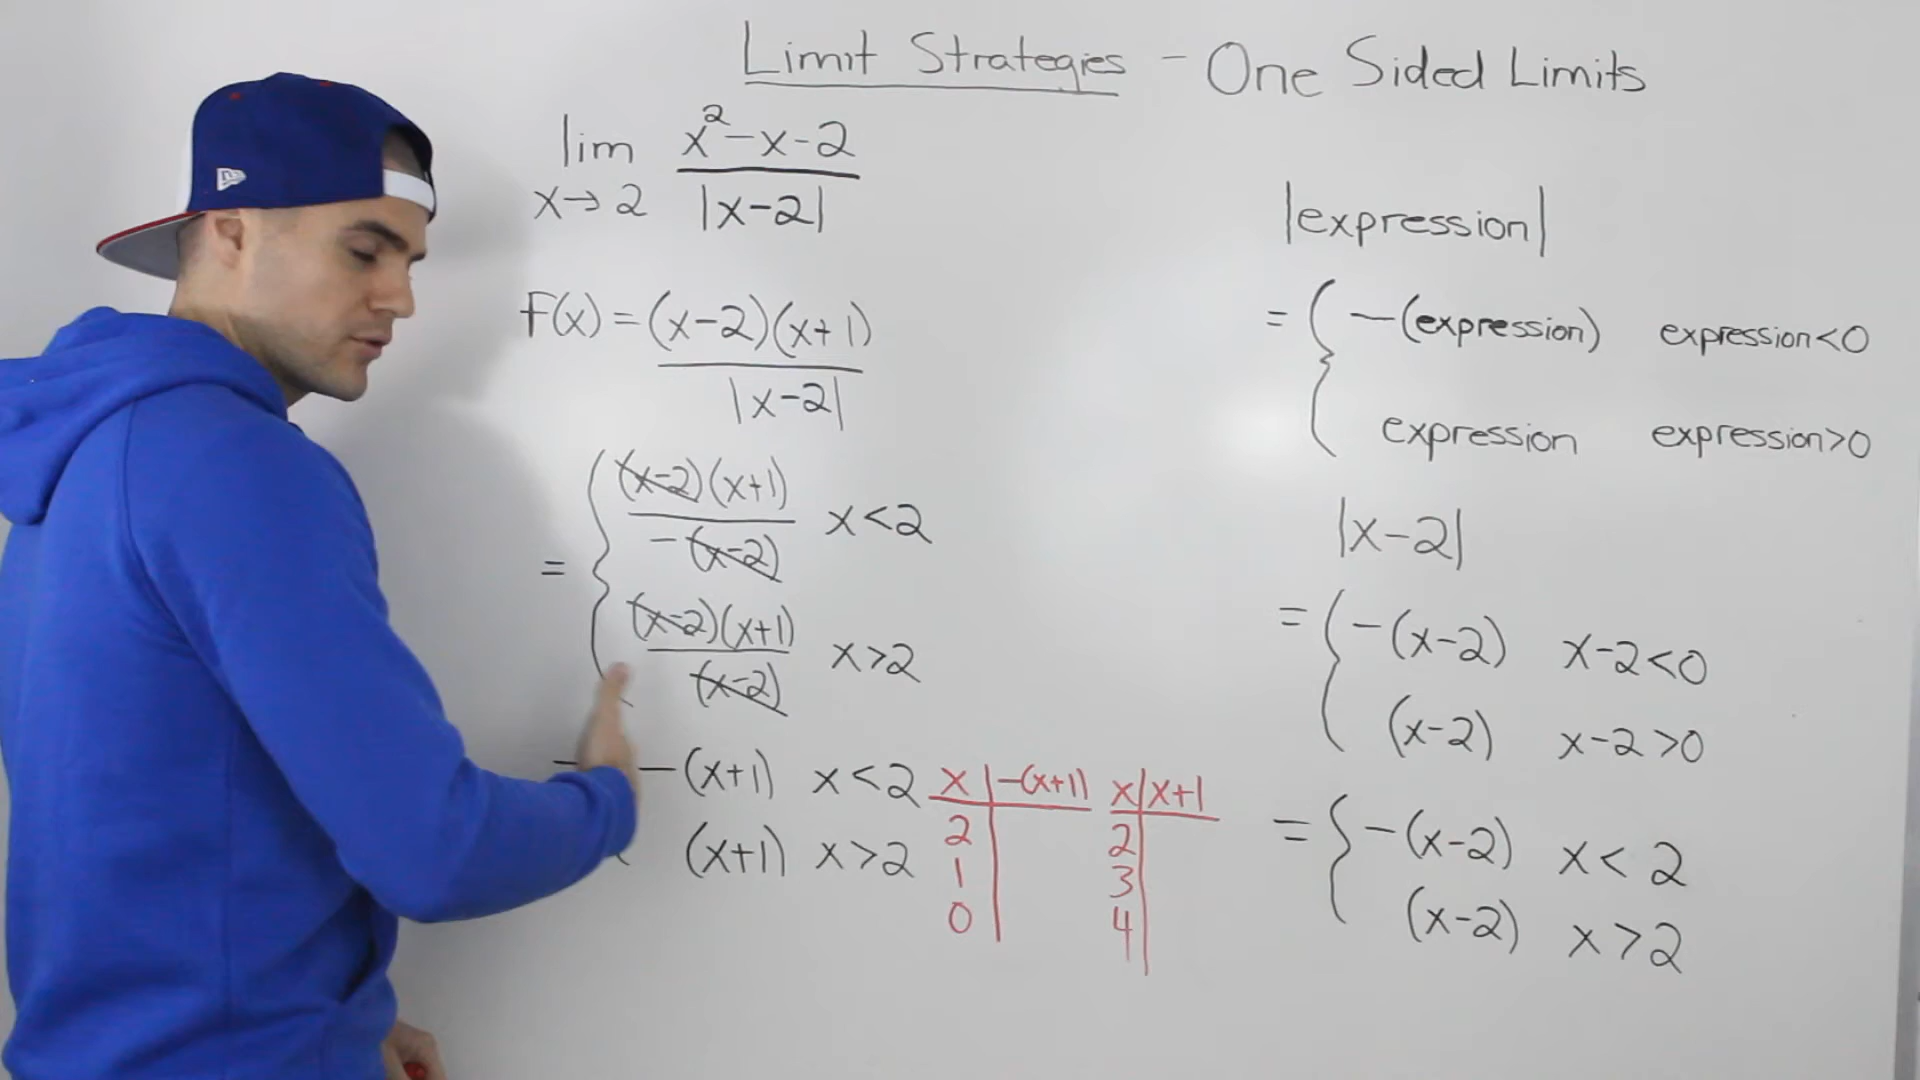 Limit Strategies - One Sided Limits
lim x→2 (x²-x-2)/|x-2|
F(x) = (x-2)(x+1)/|x-2|
= { (x-2)(x+1)/-(x-2) x<2
(x-2)(x+1)/(x-2) x>2
= -(x+1) x<2
(x+1) x>2
x | -(x+1)
2
1
0
x | x+1
2
3
4
|expression|
= { -(expression) expression<0
expression expression>0
|x-2|
= { -(x-2) x-2<0
(x-2) x-2>0
= { -(x-2) x<2
(x-2) x>2